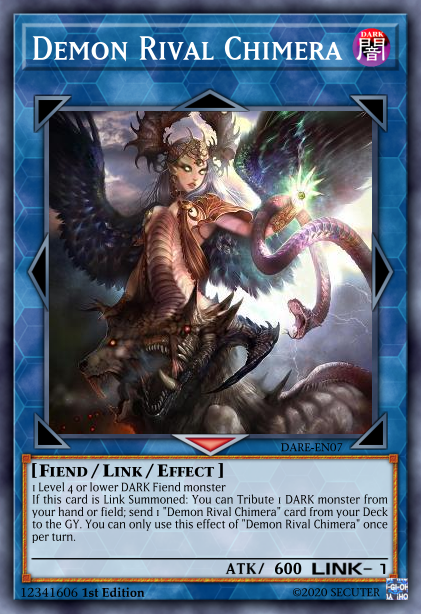 DEMON RIVAL CHIMERA
DARK
闇
DARE-EN07
[FIEND / LINK / EFFECT ]
1 Level 4 or lower DARK Fiend monster
If this card is Link Summoned: You can Tribute 1 DARK monster from
your hand or field; send 1 "Demon Rival Chimera" card from your Deck
to the GY. You can only use this effect of "Demon Rival Chimera" once
per turn.
ATK/ 600 LINK- 1
12341606 1st Edition
©2020 SECUTER